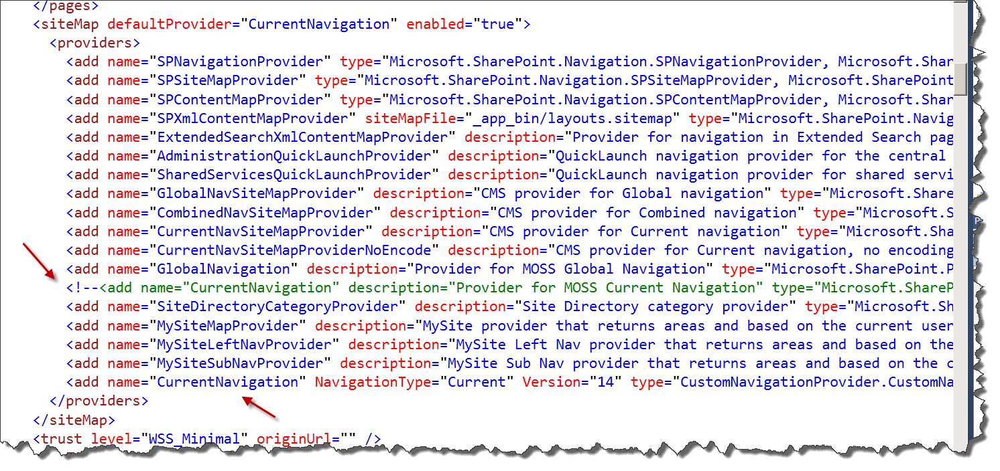 </pages>
<siteMap defaultProvider="CurrentNavigation" enabled="true">
<providers>
<add name="SPNavigationProvider" type="Microsoft.SharePoint.Navigation.SPNavigationProvider, Microsoft.Shar
<add name="SPSiteMapProvider" type="Microsoft.SharePoint.Navigation.SPSiteMapProvider, Microsoft.SharePoint
<add name="SPContentMapProvider" type="Microsoft.SharePoint.Navigation.SPContentMapProvider, Microsoft.Shar
<add name="SPXmlContentMapProvider" siteMapFile="_app_bin/layouts.sitemap" type="Microsoft.SharePoint.Navig
<add name="ExtendedSearchXmlContentMapProvider" description="Provider for navigation in Extended Search pag
<add name="AdministrationQuickLaunchProvider" description="QuickLaunch navigation provider for the central
<add name="SharedServicesQuickLaunchProvider" description="QuickLaunch navigation provider for shared servi
<add name="GlobalNavSiteMapProvider" description="CMS provider for Global navigation" type="Microsoft.Share
<add name="CombinedNavSiteMapProvider" description="CMS provider for Combined navigation" type="Microsoft.S
<add name="CurrentNavSiteMapProvider" description="CMS provider for Current navigation" type="Microsoft.Sha
<add name="CurrentNavSiteMapProviderNoEncode" description="CMS provider for Current navigation, no encoding
<add name="GlobalNavigation" description="Provider for MOSS Global Navigation" type="Microsoft.SharePoint.P
<!--<add name="CurrentNavigation" description="Provider for MOSS Current Navigation" type="Microsoft.ShareP
<add name="SiteDirectoryCategoryProvider" description="Site Directory category provider" type="Microsoft.Sh
<add name="MySiteMapProvider" description="MySite provider that returns areas and based on the current user
<add name="MySiteLeftNavProvider" description="MySite Left Nav provider that returns areas and based on the
<add name="MySiteSubNavProvider" description="MySite Sub Nav provider that returns areas and based on the c
<add name="CurrentNavigation" NavigationType="Current" Version="14" type="CustomNavigationProvider.CustomNa
</providers>
</siteMap>
<trust level="WSS_Minimal" originUrl="" />